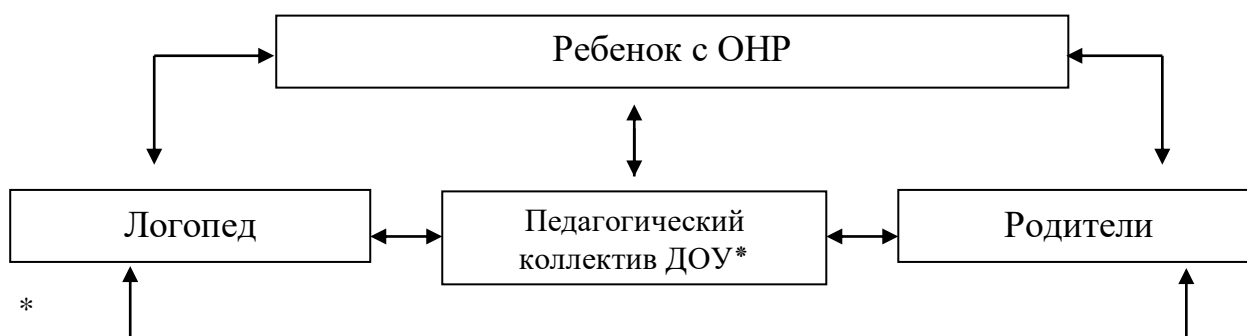 Ребенок с ОНР
Логопед
Педагогический
коллектив ДОУ*
Родители
*